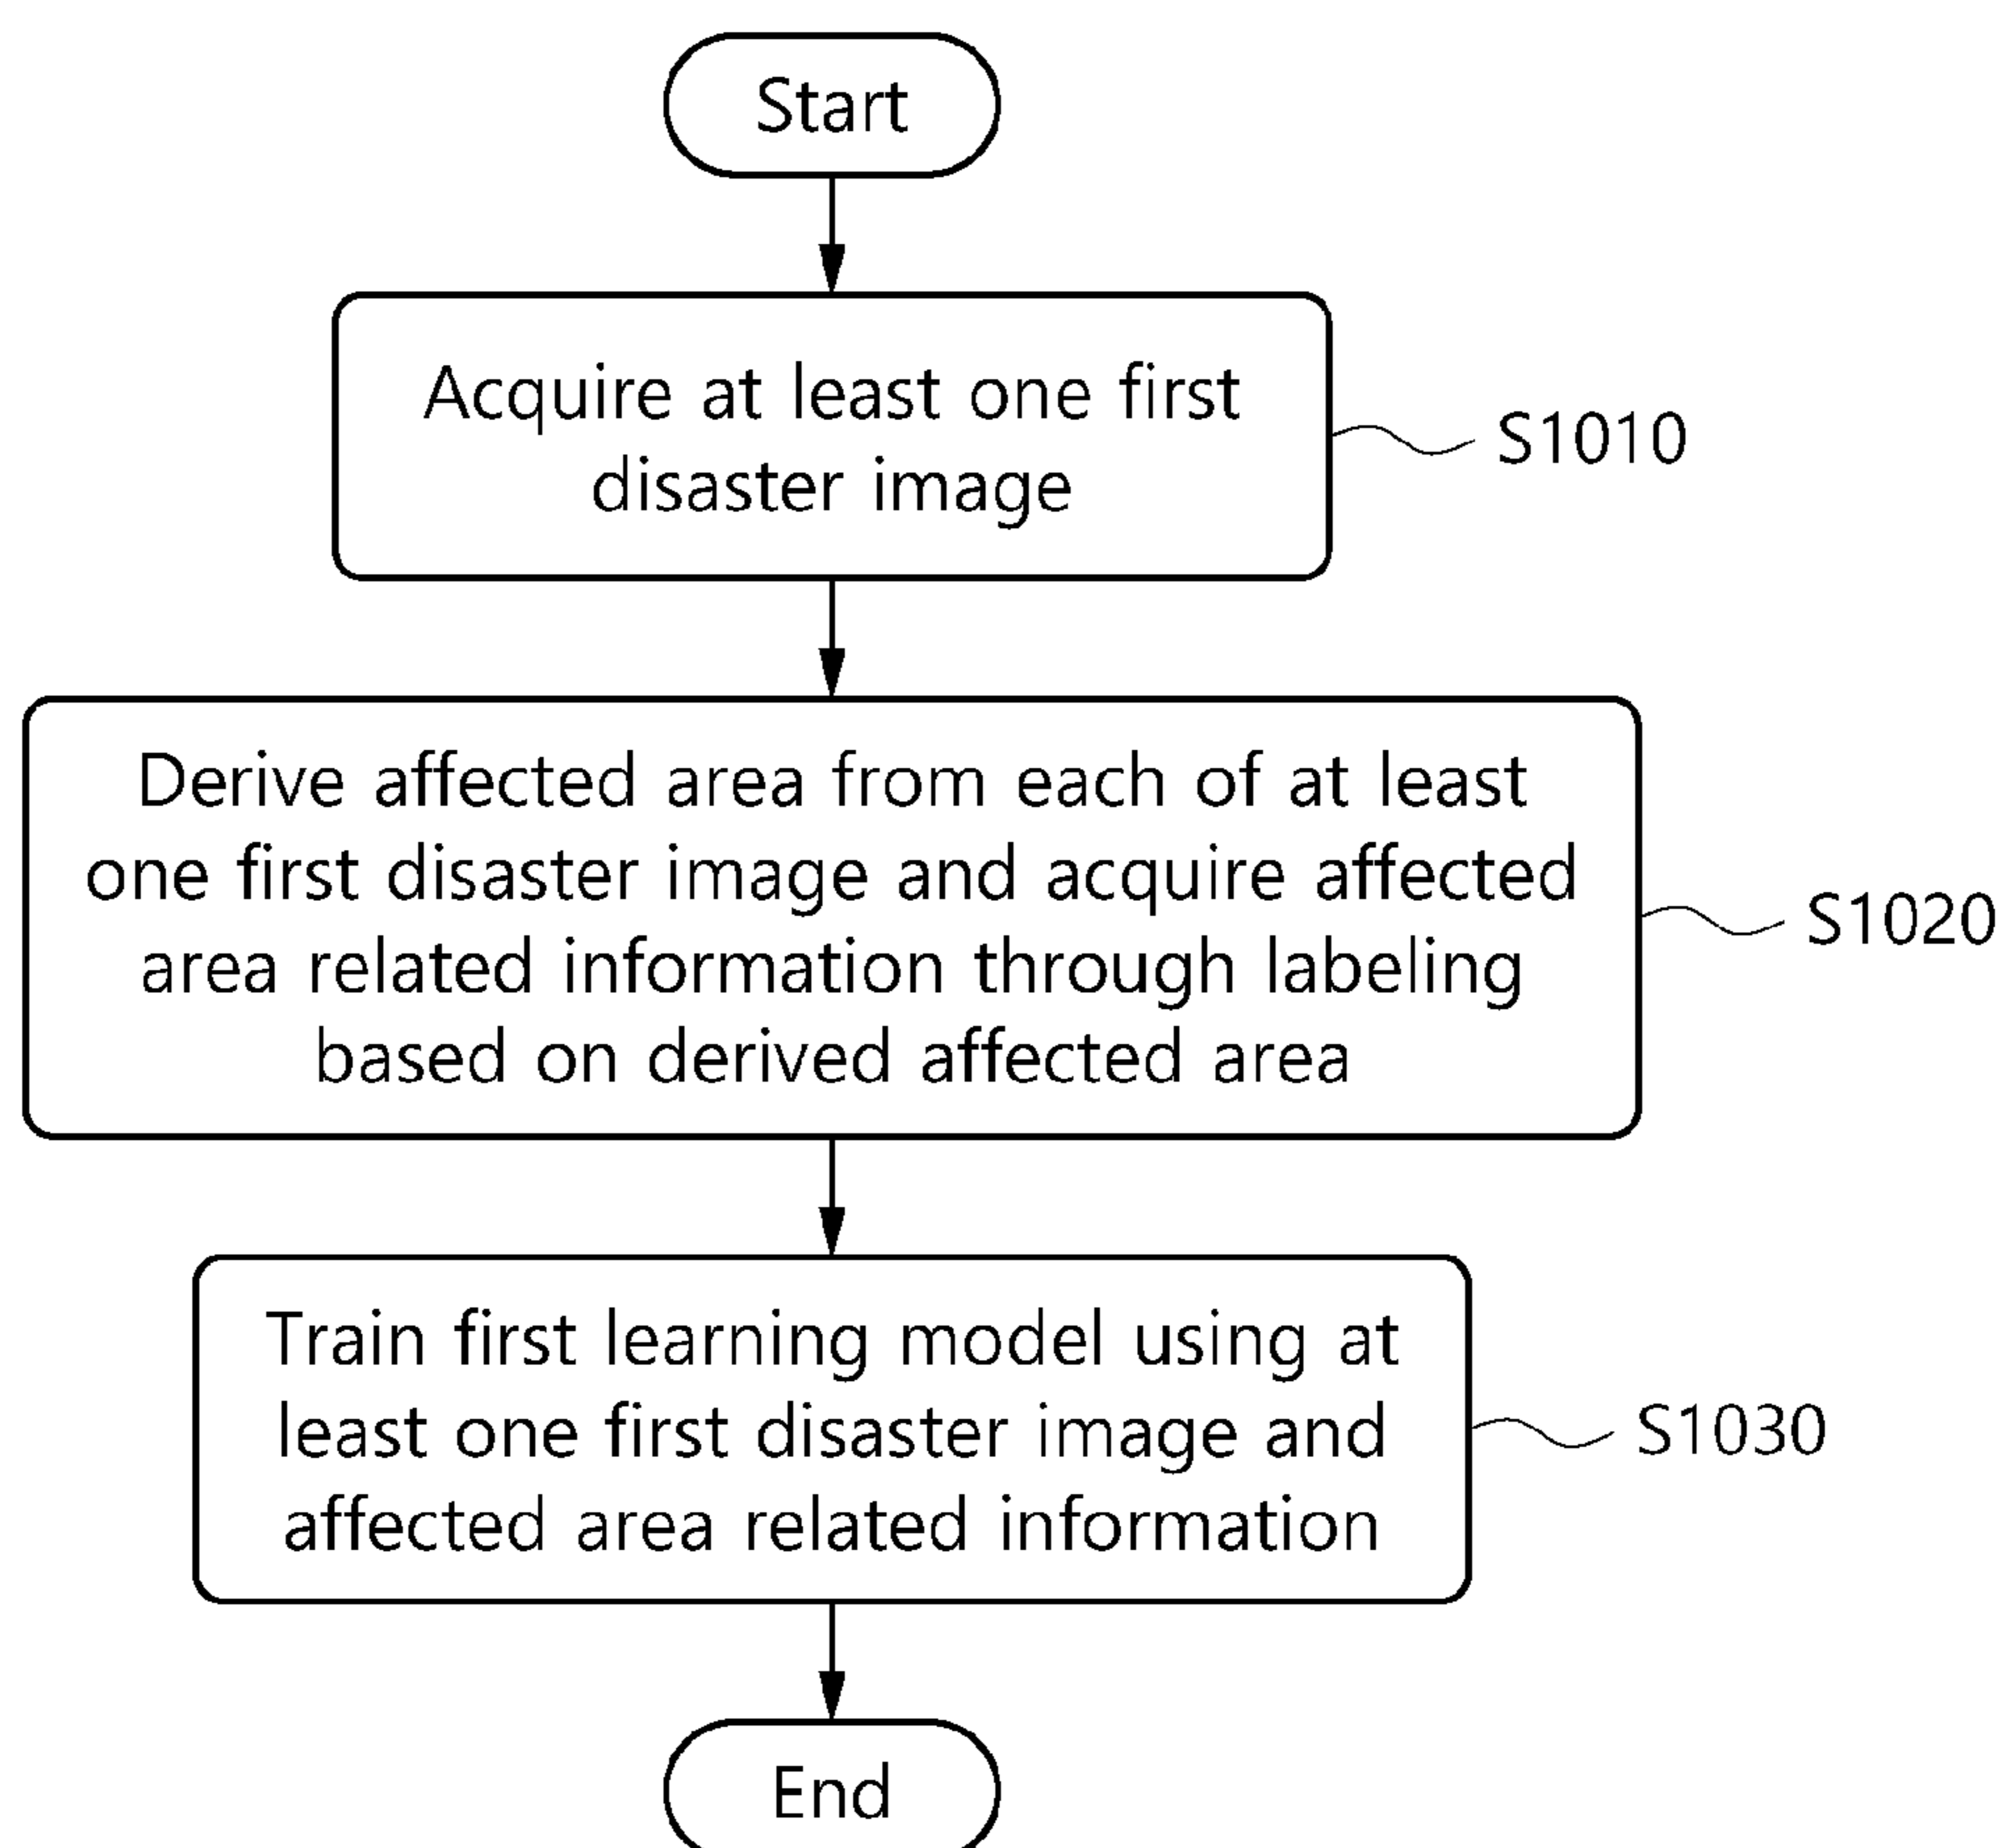 Start
Acquire at least one first
disaster image
S1010
Derive affected area from each of at least
one first disaster image and acquire affected
area related information through labeling
based on derived affected area
S1020
Train first learning model using at
least one first disaster image and
affected area related information
S1030
End